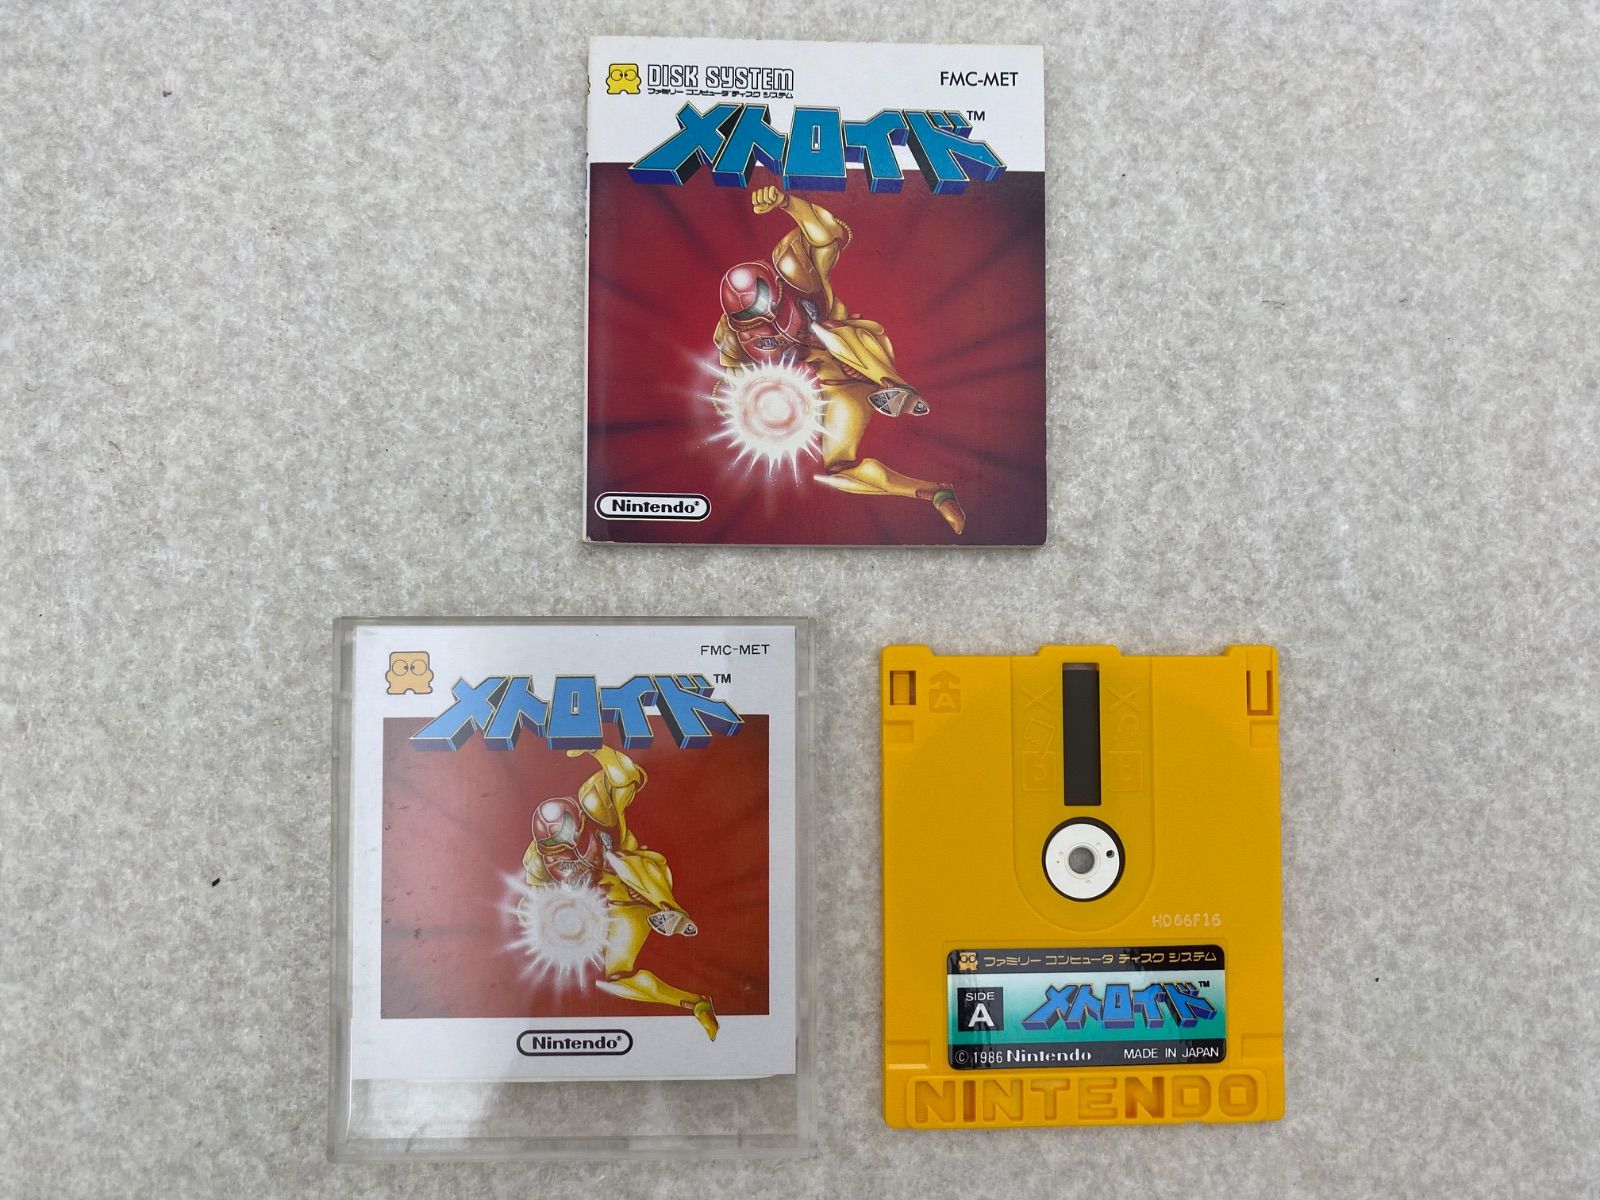 DISK SYSTEM
ファミリー コンピュータ ディスク システム
FMC-MET
メトロイド™
Nintendo®
FMC-MET
メトロイド™
Nintendo®
A
HD66F16
ファミリー コンピュータ ディスク システム
SIDE
A
メトロイド™
©1986 Nintendo
MADE IN JAPAN
NINTENDO